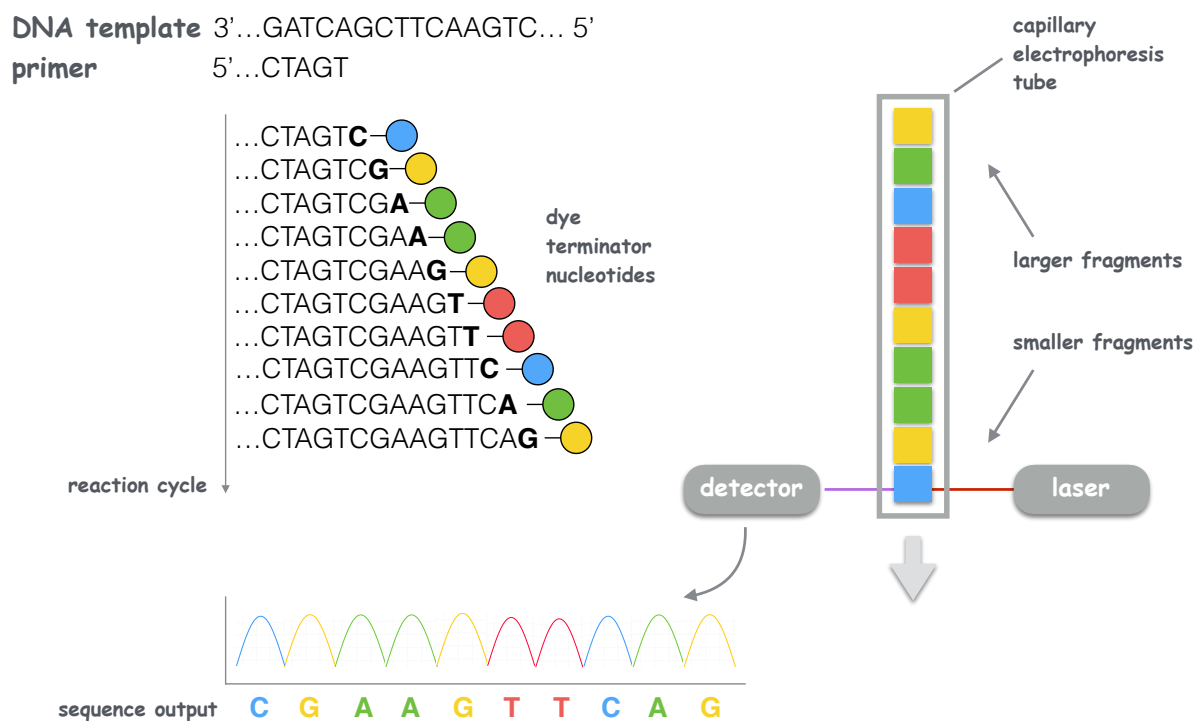 DNA template 3’...GATCAGCTTCAAGTC... 5’
primer 5’...CTAGT
capillary
electrophoresis
tube
...CTAGTC
...CTAGTCG
...CTAGTCGA
...CTAGTCGAA
...CTAGTCGAAG
...CTAGTCGAAGT
...CTAGTCGAAGTT
...CTAGTCGAAGTTC
...CTAGTCGAAGTTCA
...CTAGTCGAAGTTCAG
dye
terminator
nucleotides
larger fragments
smaller fragments
reaction cycle
detector
laser
sequence output C G A A G T T C A G